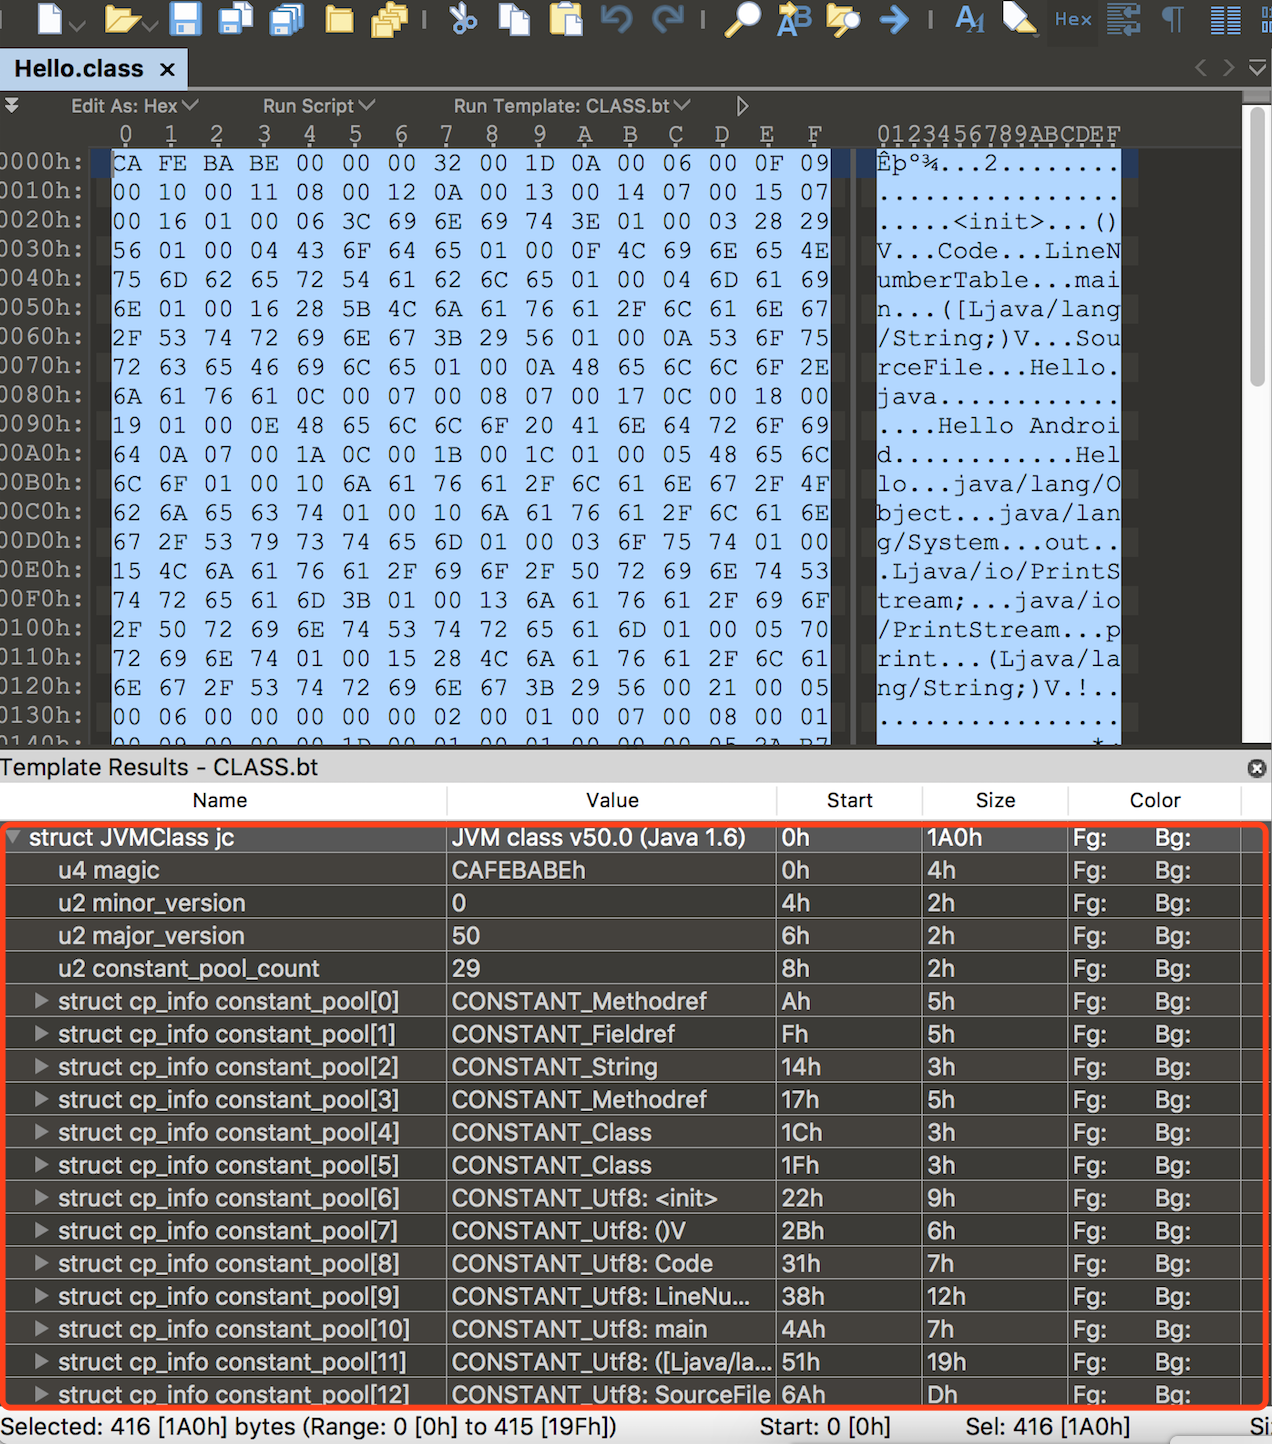 Hex
Hello.class ×
Edit As: Hex Run Script Run Template: CLASS.bt
0 1 2 3 4 5 6 7 8 9 A B C D E F 0123456789ABCDEF
0000h: CA FE BA BE 00 00 00 32 00 1D 0A 00 06 00 0F 09 Êþº¾...2........
0010h: 00 10 00 11 08 00 12 0A 00 13 00 14 07 00 15 07 ................
0020h: 00 16 01 00 06 3C 69 6E 69 74 3E 01 00 03 28 29 .....<init>...()
0030h: 56 01 00 04 43 6F 64 65 01 00 0F 4C 69 6E 65 4E V...Code...LineN
0040h: 75 6D 62 65 72 54 61 62 6C 65 01 00 04 6D 61 69 umberTable...mai
0050h: 6E 01 00 16 28 5B 4C 6A 61 76 61 2F 6C 61 6E 67 n...([Ljava/lang
0060h: 2F 53 74 72 69 6E 67 3B 29 56 01 00 0A 53 6F 75 /String;)V...Sou
0070h: 72 63 65 46 69 6C 65 01 00 0A 48 65 6C 6C 6F 2E rceFile...Hello.
0080h: 6A 61 76 61 0C 00 07 00 08 07 00 17 0C 00 18 00 java............
0090h: 19 01 00 0E 48 65 6C 6C 6F 20 41 6E 64 72 6F 69 ....Hello Androi
00A0h: 64 0A 07 00 1A 0C 00 1B 00 1C 01 00 05 48 65 6C d............Hel
00B0h: 6C 6F 01 00 10 6A 61 76 61 2F 6C 61 6E 67 2F 4F lo...java/lang/O
00C0h: 62 6A 65 63 74 01 00 10 6A 61 76 61 2F 6C 61 6E bject...java/lan
00D0h: 67 2F 53 79 73 74 65 6D 01 00 03 6F 75 74 01 00 g/System...out..
00E0h: 15 4C 6A 61 76 61 2F 69 6F 2F 50 72 69 6E 74 53 .Ljava/io/PrintS
00F0h: 74 72 65 61 6D 3B 01 00 13 6A 61 76 61 2F 69 6F tream;...java/io
0100h: 2F 50 72 69 6E 74 53 74 72 65 61 6D 01 00 05 70 /PrintStream...p
0110h: 72 69 6E 74 01 00 15 28 4C 6A 61 76 61 2F 6C 61 rint...(Ljava/la
0120h: 6E 67 2F 53 74 72 69 6E 67 3B 29 56 00 21 00 05 ng/String;)V.!..
0130h: 00 06 00 00 00 00 00 02 00 01 00 07 00 08 00 01 ................
0140h: 00 09 00 00 00 1D 00 01 00 01 00 00 00 05 2A B7
Template Results - CLASS.bt
Name Value Start Size Color
struct JVMClass jc JVM class v50.0 (Java 1.6) 0h 1A0h Fg: Bg:
u4 magic CAFEBABEh 0h 4h Fg: Bg:
u2 minor_version 0 4h 2h Fg: Bg:
u2 major_version 50 6h 2h Fg: Bg:
u2 constant_pool_count 29 8h 2h Fg: Bg:
struct cp_info constant_pool[0] CONSTANT_Methodref Ah 5h Fg: Bg:
struct cp_info constant_pool[1] CONSTANT_Fieldref Fh 5h Fg: Bg:
struct cp_info constant_pool[2] CONSTANT_String 14h 3h Fg: Bg:
struct cp_info constant_pool[3] CONSTANT_Methodref 17h 5h Fg: Bg:
struct cp_info constant_pool[4] CONSTANT_Class 1Ch 3h Fg: Bg:
struct cp_info constant_pool[5] CONSTANT_Class 1Fh 3h Fg: Bg:
struct cp_info constant_pool[6] CONSTANT_Utf8: <init> 22h 9h Fg: Bg:
struct cp_info constant_pool[7] CONSTANT_Utf8: ()V 2Bh 6h Fg: Bg:
struct cp_info constant_pool[8] CONSTANT_Utf8: Code 31h 7h Fg: Bg:
struct cp_info constant_pool[9] CONSTANT_Utf8: LineNu... 38h 12h Fg: Bg:
struct cp_info constant_pool[10] CONSTANT_Utf8: main 4Ah 7h Fg: Bg:
struct cp_info constant_pool[11] CONSTANT_Utf8: ([Ljava/la... 51h 19h Fg: Bg:
struct cp_info constant_pool[12] CONSTANT_Utf8: SourceFile 6Ah Dh Fg: Bg:
Selected: 416 [1A0h] bytes (Range: 0 [0h] to 415 [19Fh]) Start: 0 [0h] Sel: 416 [1A0h] Si